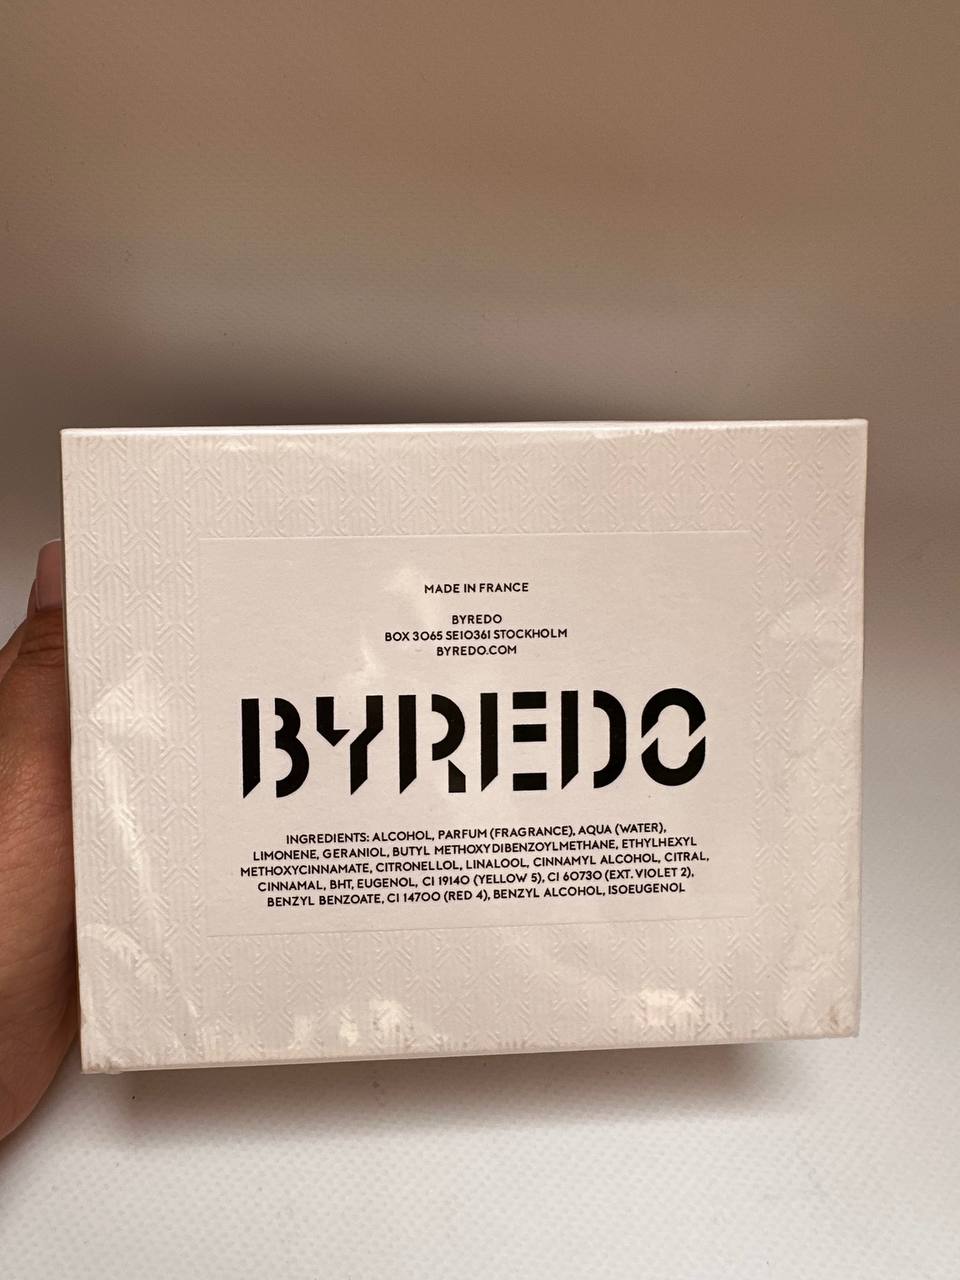 MADE IN FRANCE
BYREDO
BOX 3065 SE10361 STOCKHOLM
BYREDO.COM
BYREDO
INGREDIENTS: ALCOHOL, PARFUM (FRAGRANCE), AQUA (WATER),
LIMONENE, GERANIOL, BUTYL METHOXYDIBENZOYLMETHANE, ETHYLHEXYL
METHOXYCINNAMATE, CITRONELLOL, LINALOOL, CINNAMYL ALCOHOL, CITRAL,
CINNAMAL, BHT, EUGENOL, CI 19140 (YELLOW 5), CI 60730 (EXT. VIOLET 2),
BENZYL BENZOATE, CI 14700 (RED 4), BENZYL ALCOHOL, ISOEUGENOL